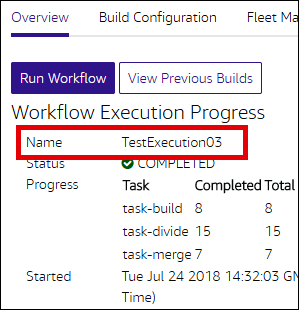 Overview Build Configuration Fleet Ma
Run Workflow View Previous Builds
Workflow Execution Progress
Name TestExecution03
Status COMPLETED
Progress Task Completed Total
task-build 8 8
task-divide 15 15
task-merge 7 7
Started Tue Jul 24 2018 14:32:03 GM
Time)